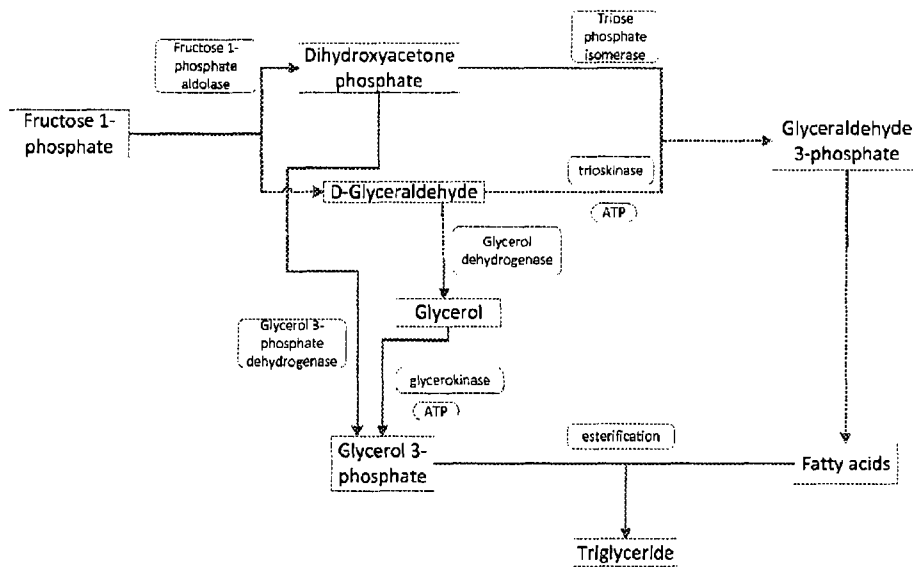 Triose
phosphate
isomerase
Fructose 1-
phosphate
aldolase
Dihydroxyacetone
phosphate
Fructose 1-
phosphate
Glyceraldehyde
3-phosphate
trioskinase
D-Glyceraldehyde
ATP
Glycerol
dehydrogenase
Glycerol
Glycerol 3-
phosphate
dehydrogenase
glycerokinase
ATP
esterification
Glycerol 3-
phosphate
Fatty acids
Triglyceride